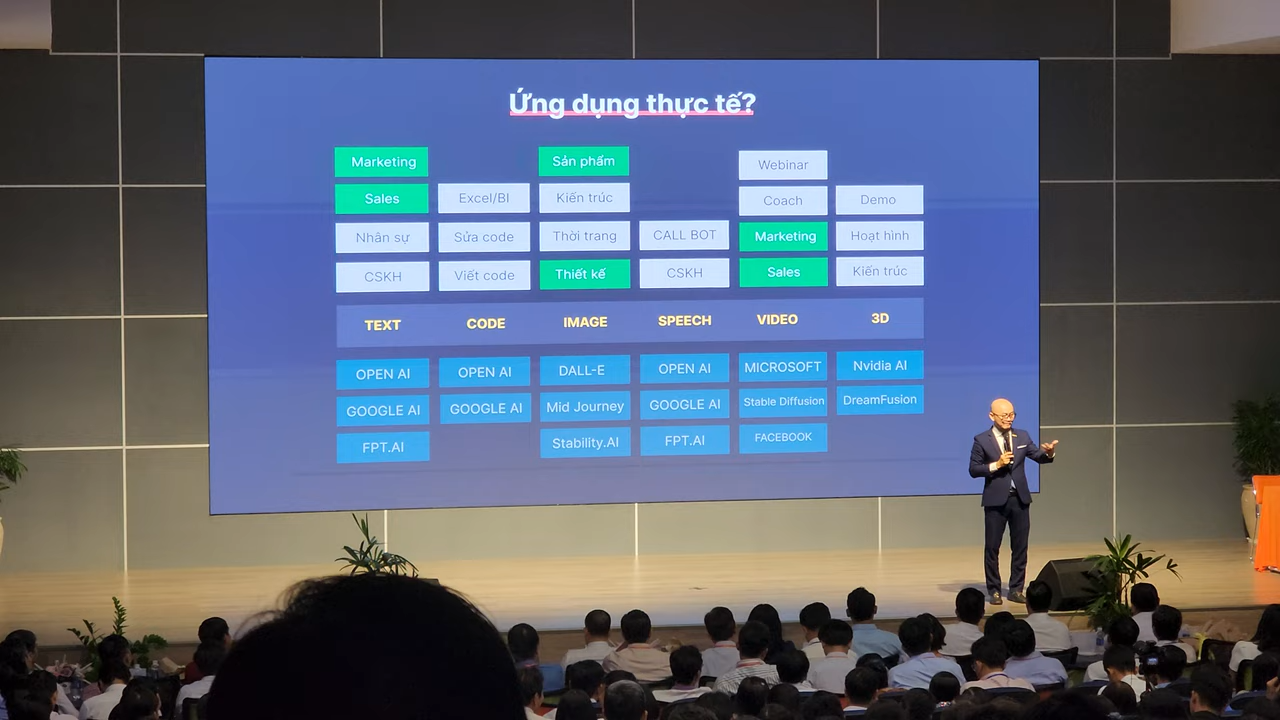 Ứng dụng thực tế?
Marketing Sản phẩm Webinar
Sales Excel/BI Kiến trúc Coach Demo
Nhân sự Sửa code Thời trang CALL BOT Marketing Hoạt hình
CSKH Viết code Thiết kế CSKH Sales Kiến trúc
TEXT CODE IMAGE SPEECH VIDEO 3D
OPEN AI OPEN AI DALL-E OPEN AI MICROSOFT Nvidia AI
GOOGLE AI GOOGLE AI Mid Journey GOOGLE AI Stable Diffusion DreamFusion
FPT.AI Stability.AI FPT.AI FACEBOOK